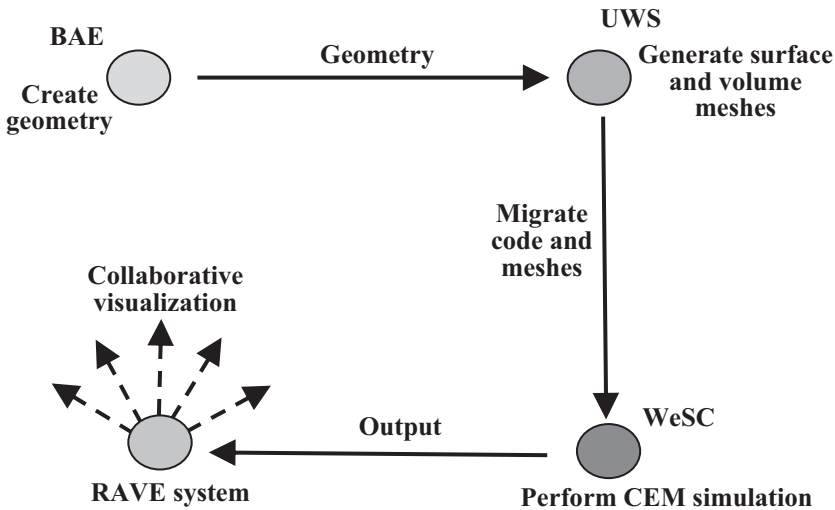 BAE
Create
geometry
Geometry
UWS
Generate surface
and volume
meshes
Migrate
code and
meshes
Collaborative
visualization
RAVE system
Output
WeSC
Perform CEM simulation